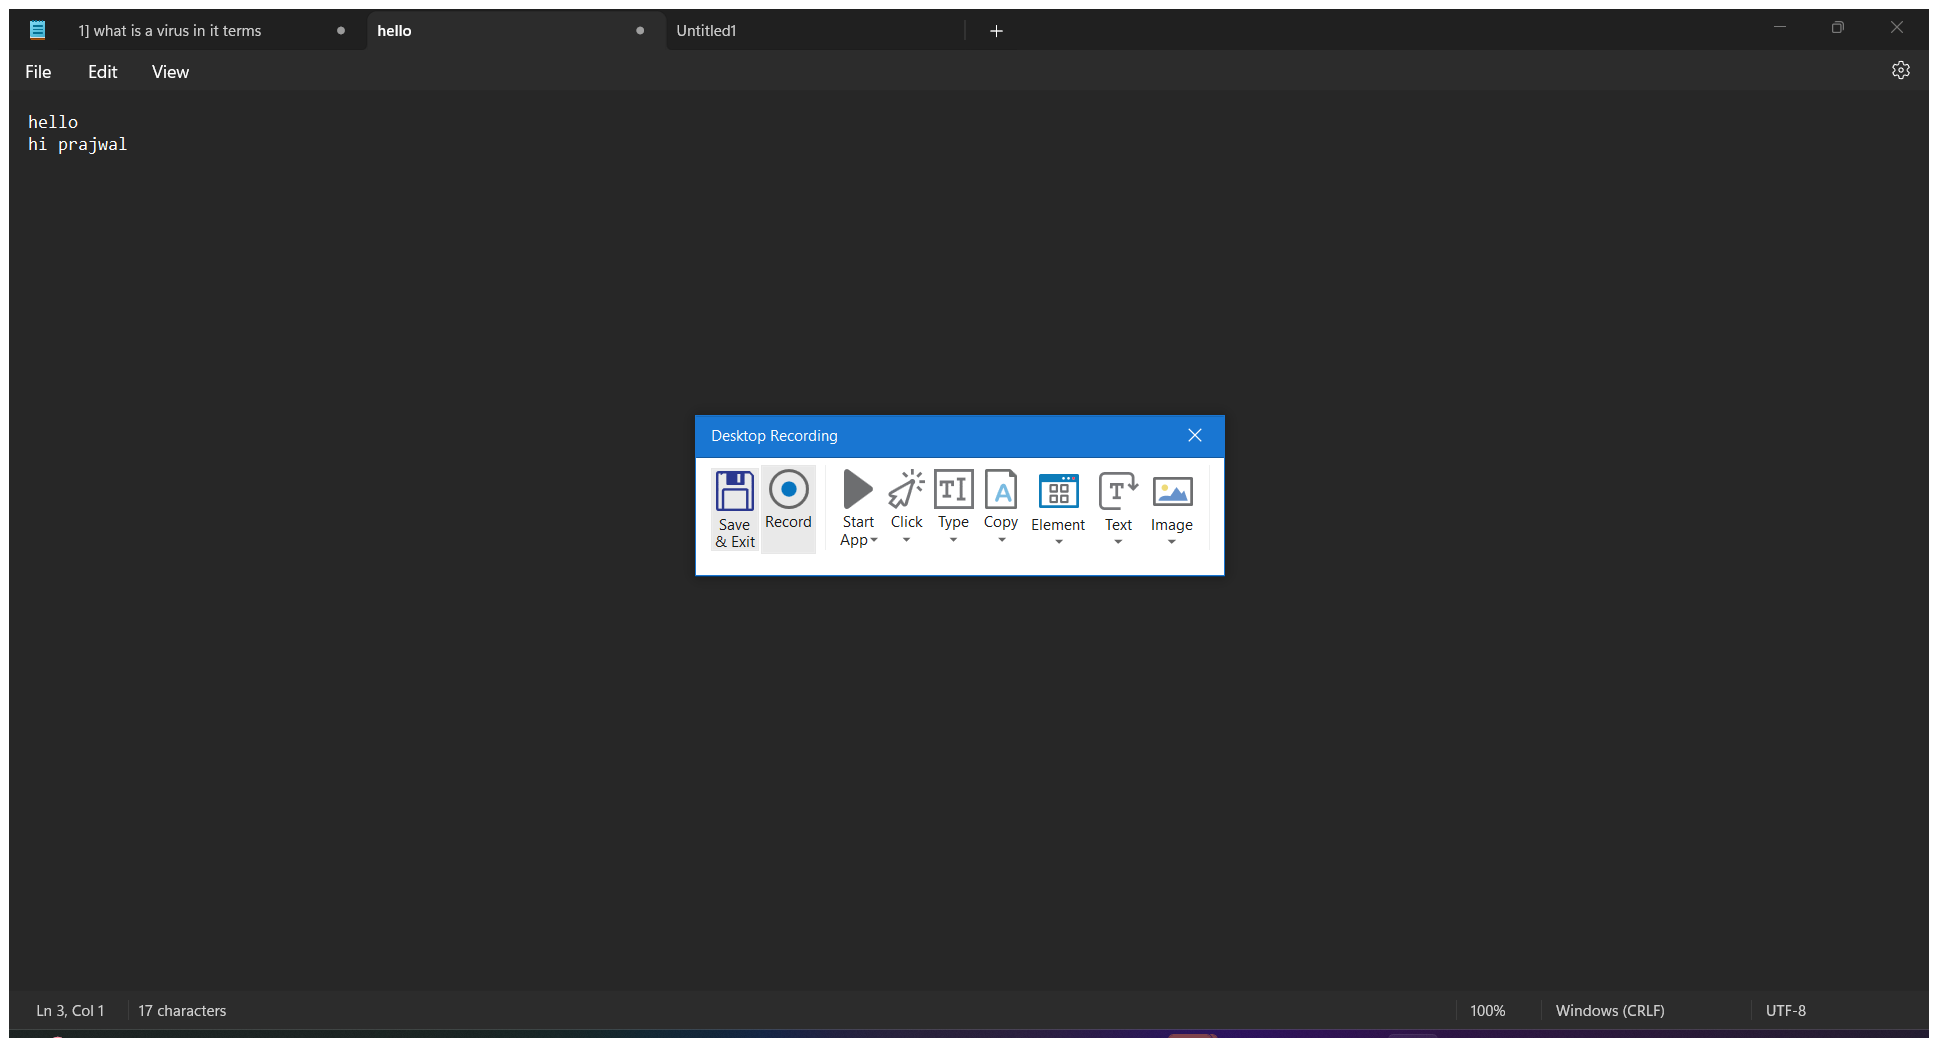 1] what is a virus in it terms
hello
Untitled1
File Edit View
hello
hi prajwal
Desktop Recording
Save & Exit
Record
Start App
Click
Type
Copy
Element
Text
Image
Ln 3, Col 1 17 characters 100% Windows (CRLF) UTF-8